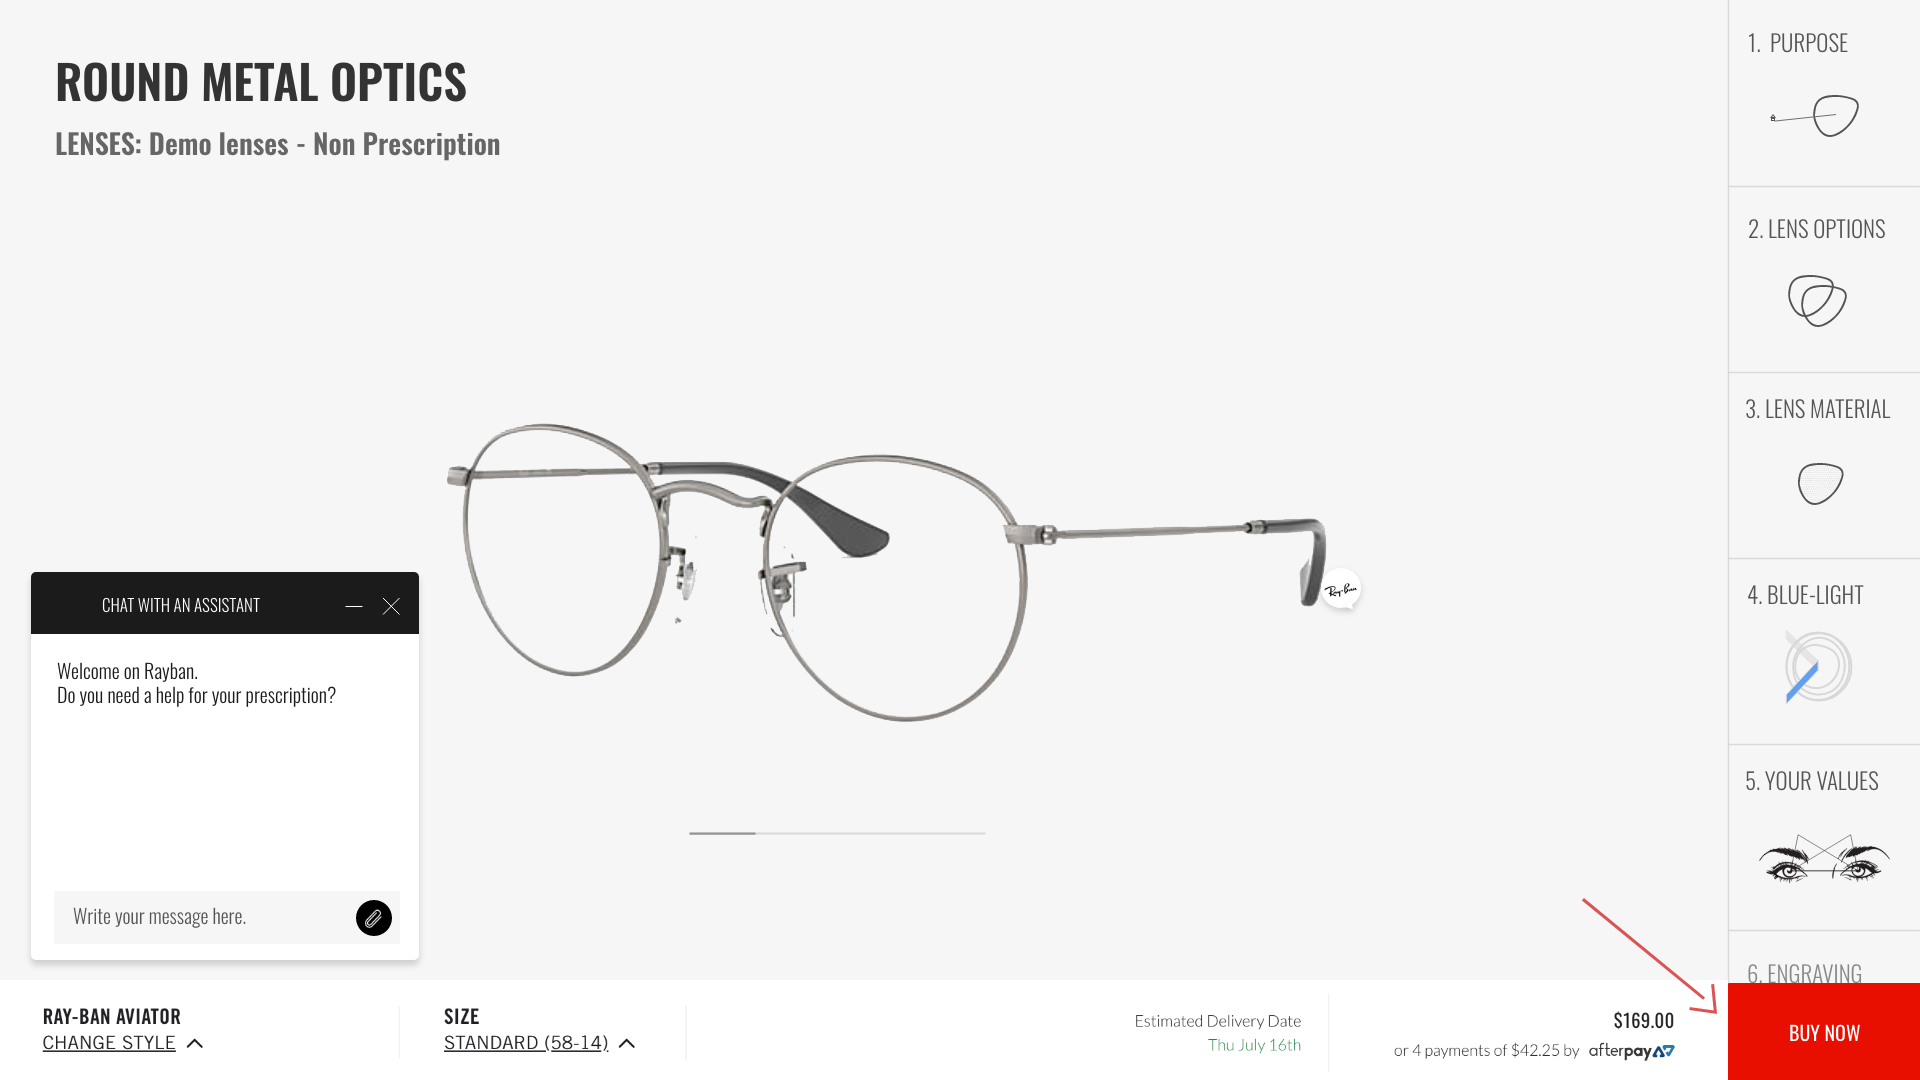 ROUND METAL OPTICS
LENSES: Demo lenses - Non Prescription
1. PURPOSE
2. LENS OPTIONS
3. LENS MATERIAL
4. BLUE-LIGHT
5. YOUR VALUES
6. ENGRAVING
Ray-Ban
CHAT WITH AN ASSISTANT
Welcome on Rayban.
Do you need a help for your prescription?
Write your message here.
RAY-BAN AVIATOR
CHANGE STYLE
SIZE
STANDARD (58-14)
Estimated Delivery Date
Thu July 16th
$169.00
or 4 payments of $42.25 by afterpay
BUY NOW